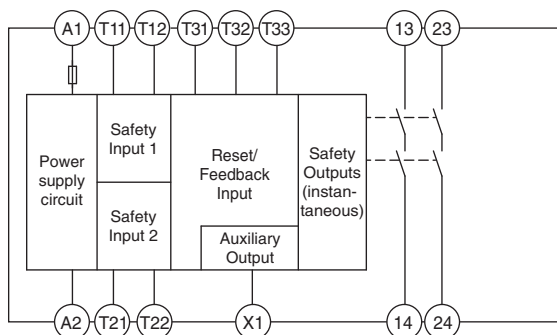 A1 T11 T12 T31 T32 T33 13 23
Power
supply
circuit
Safety
Input 1
Safety
Input 2
Reset/
Feedback
Input
Auxiliary
Output
Safety
Outputs
(instan-
taneous)
A2 T21 T22 X1 14 24